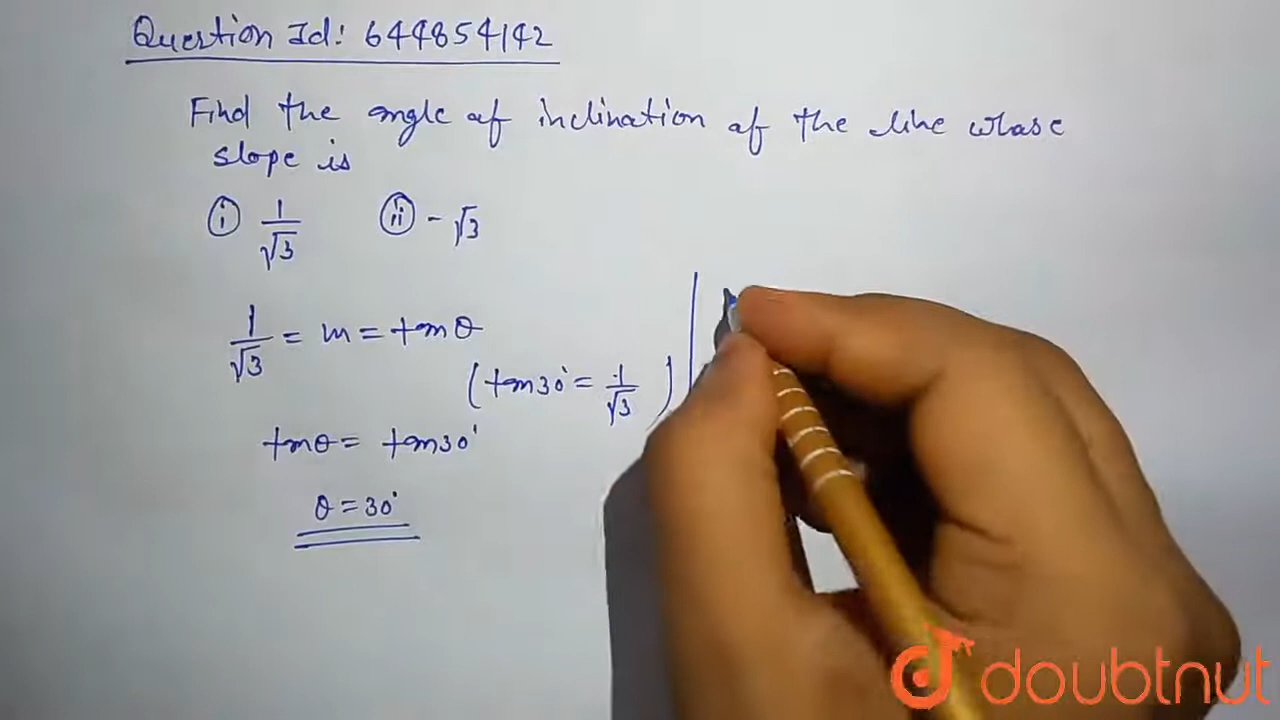 Question Id: 644854142
Find the angle of inclination of the line whose
slope is
(i) 1/√3 (ii) -√3
1/√3 = m = tanθ
(tan30° = 1/√3)
tanθ = tan30°
θ = 30°
doubtnut